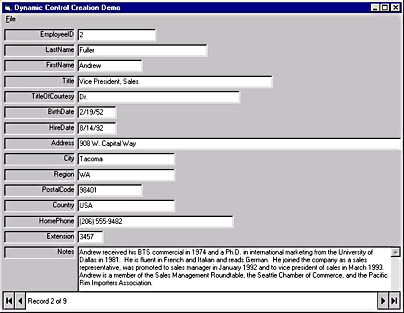 Dynamic Control Creation Demo
File
EmployeeID 2
LastName Fuller
FirstName Andrew
Title Vice President, Sales
TitleOfCourtesy Dr.
BirthDate 2/19/52
HireDate 8/14/92
Address 908 W. Capital Way
City Tacoma
Region WA
PostalCode 98401
Country USA
HomePhone (206) 555-9482
Extension 3457
Notes Andrew received his BTS commercial in 1974 and a Ph.D. in international marketing from the University of
Dallas in 1981.  He is fluent in French and Italian and reads German.  He joined the company as a sales
representative, was promoted to sales manager in January 1992 and to vice president of sales in March 1993.
Andrew is a member of the Sales Management Roundtable, the Seattle Chamber of Commerce, and the Pacific
Rim Importers Association.
Record 2 of 9